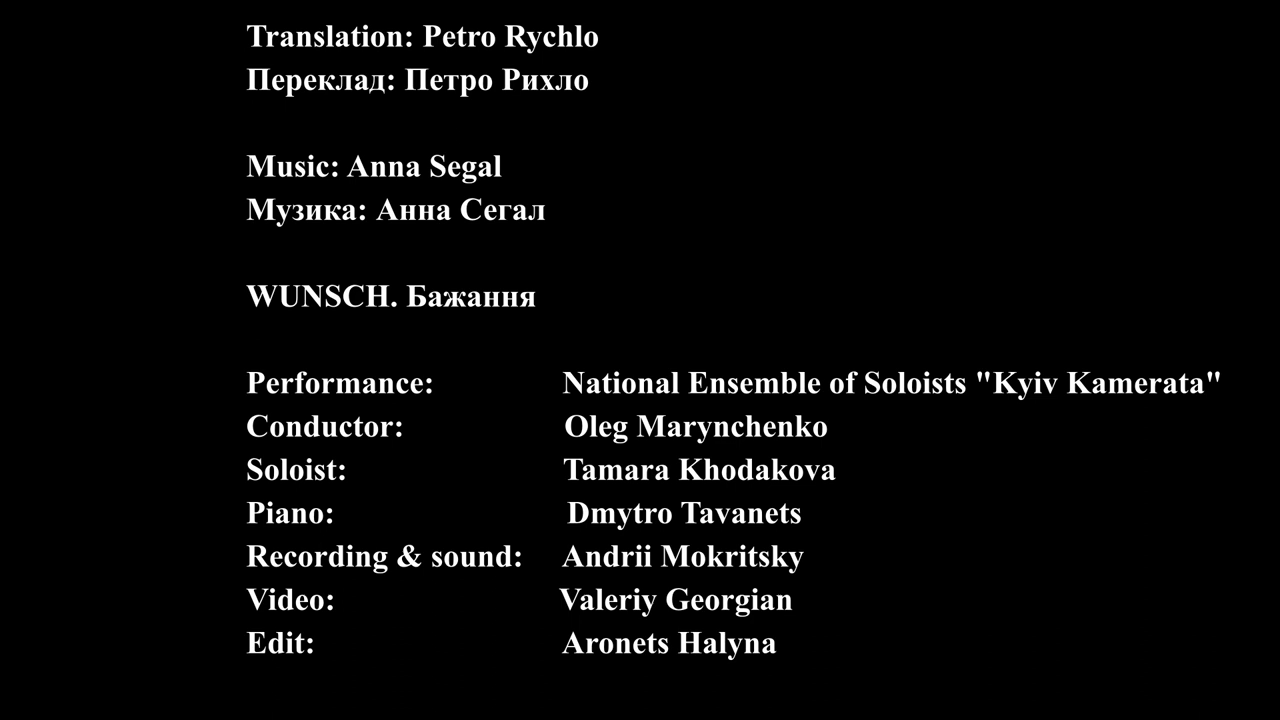 Translation: Petro Rychlo
Переклад: Петро Рихло
Music: Anna Segal
Музика: Анна Сегал
WUNSCH. Бажання
Performance: National Ensemble of Soloists "Kyiv Kamerata"
Conductor: Oleg Marynchenko
Soloist: Tamara Khodakova
Piano: Dmytro Tavanets
Recording & sound: Andrii Mokritsky
Video: Valeriy Georgian
Edit: Aronets Halyna